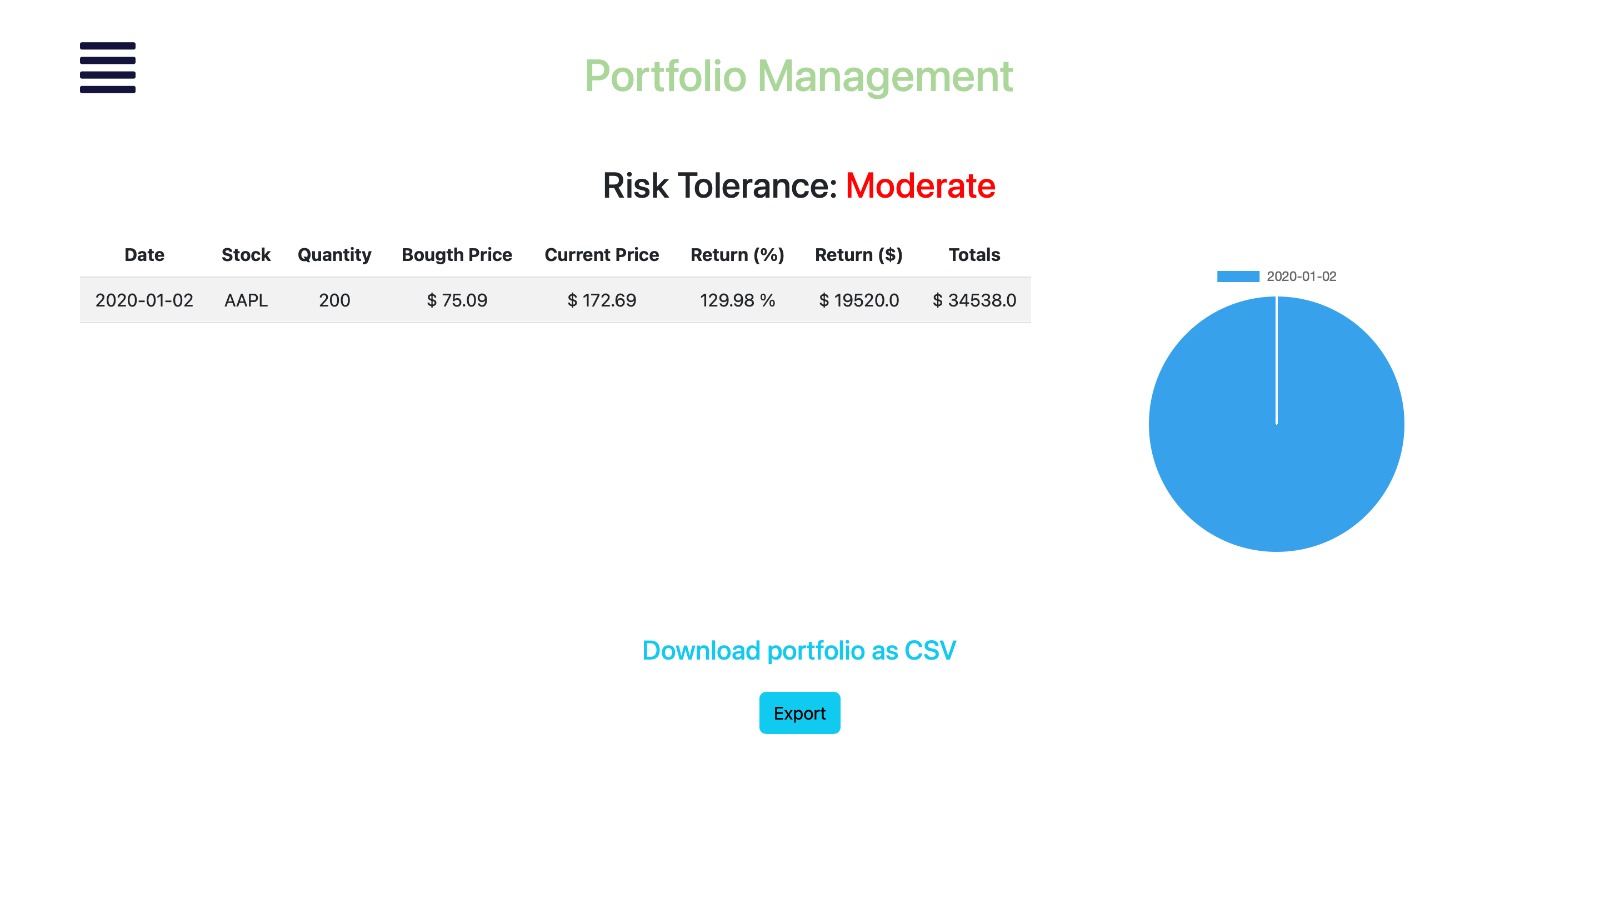 Portfolio Management
Risk Tolerance: Moderate
Date Stock Quantity Bougth Price Current Price Return (%) Return ($) Totals
2020-01-02 AAPL 200 $ 75.09 $ 172.69 129.98 % $ 19520.0 $ 34538.0
2020-01-02
Download portfolio as CSV
Export